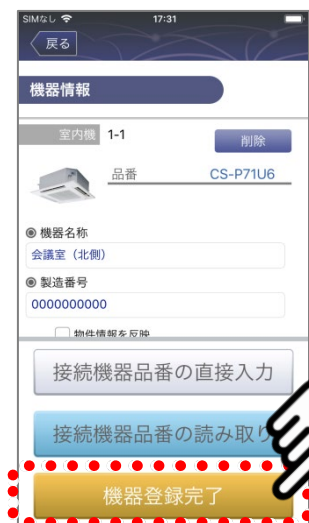 SIMなし 17:31
戻る
機器情報
室内機 1-1 削除
品番 CS-P71U6
機器名称
会議室（北側）
製造番号
0000000000
物件情報を反映
接続機器品番の直接入力
接続機器品番の読み取り
機器登録完了